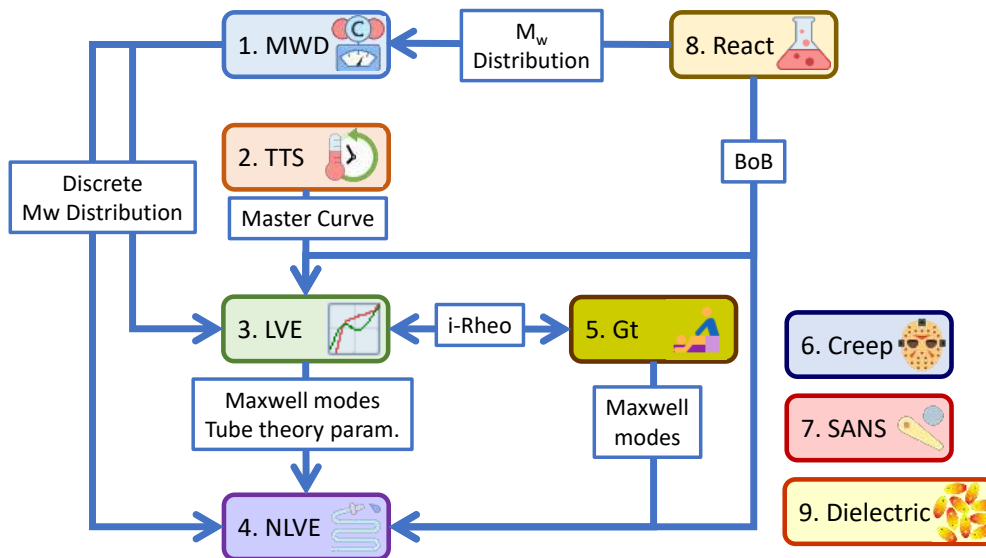 1. MWD
C
M_w
Distribution
8. React
2. TTS
BoB
Discrete
Mw Distribution
Master Curve
3. LVE
i-Rheo
5. Gt
6. Creep
Maxwell modes
Tube theory param.
Maxwell
modes
7. SANS
4. NLVE
9. Dielectric